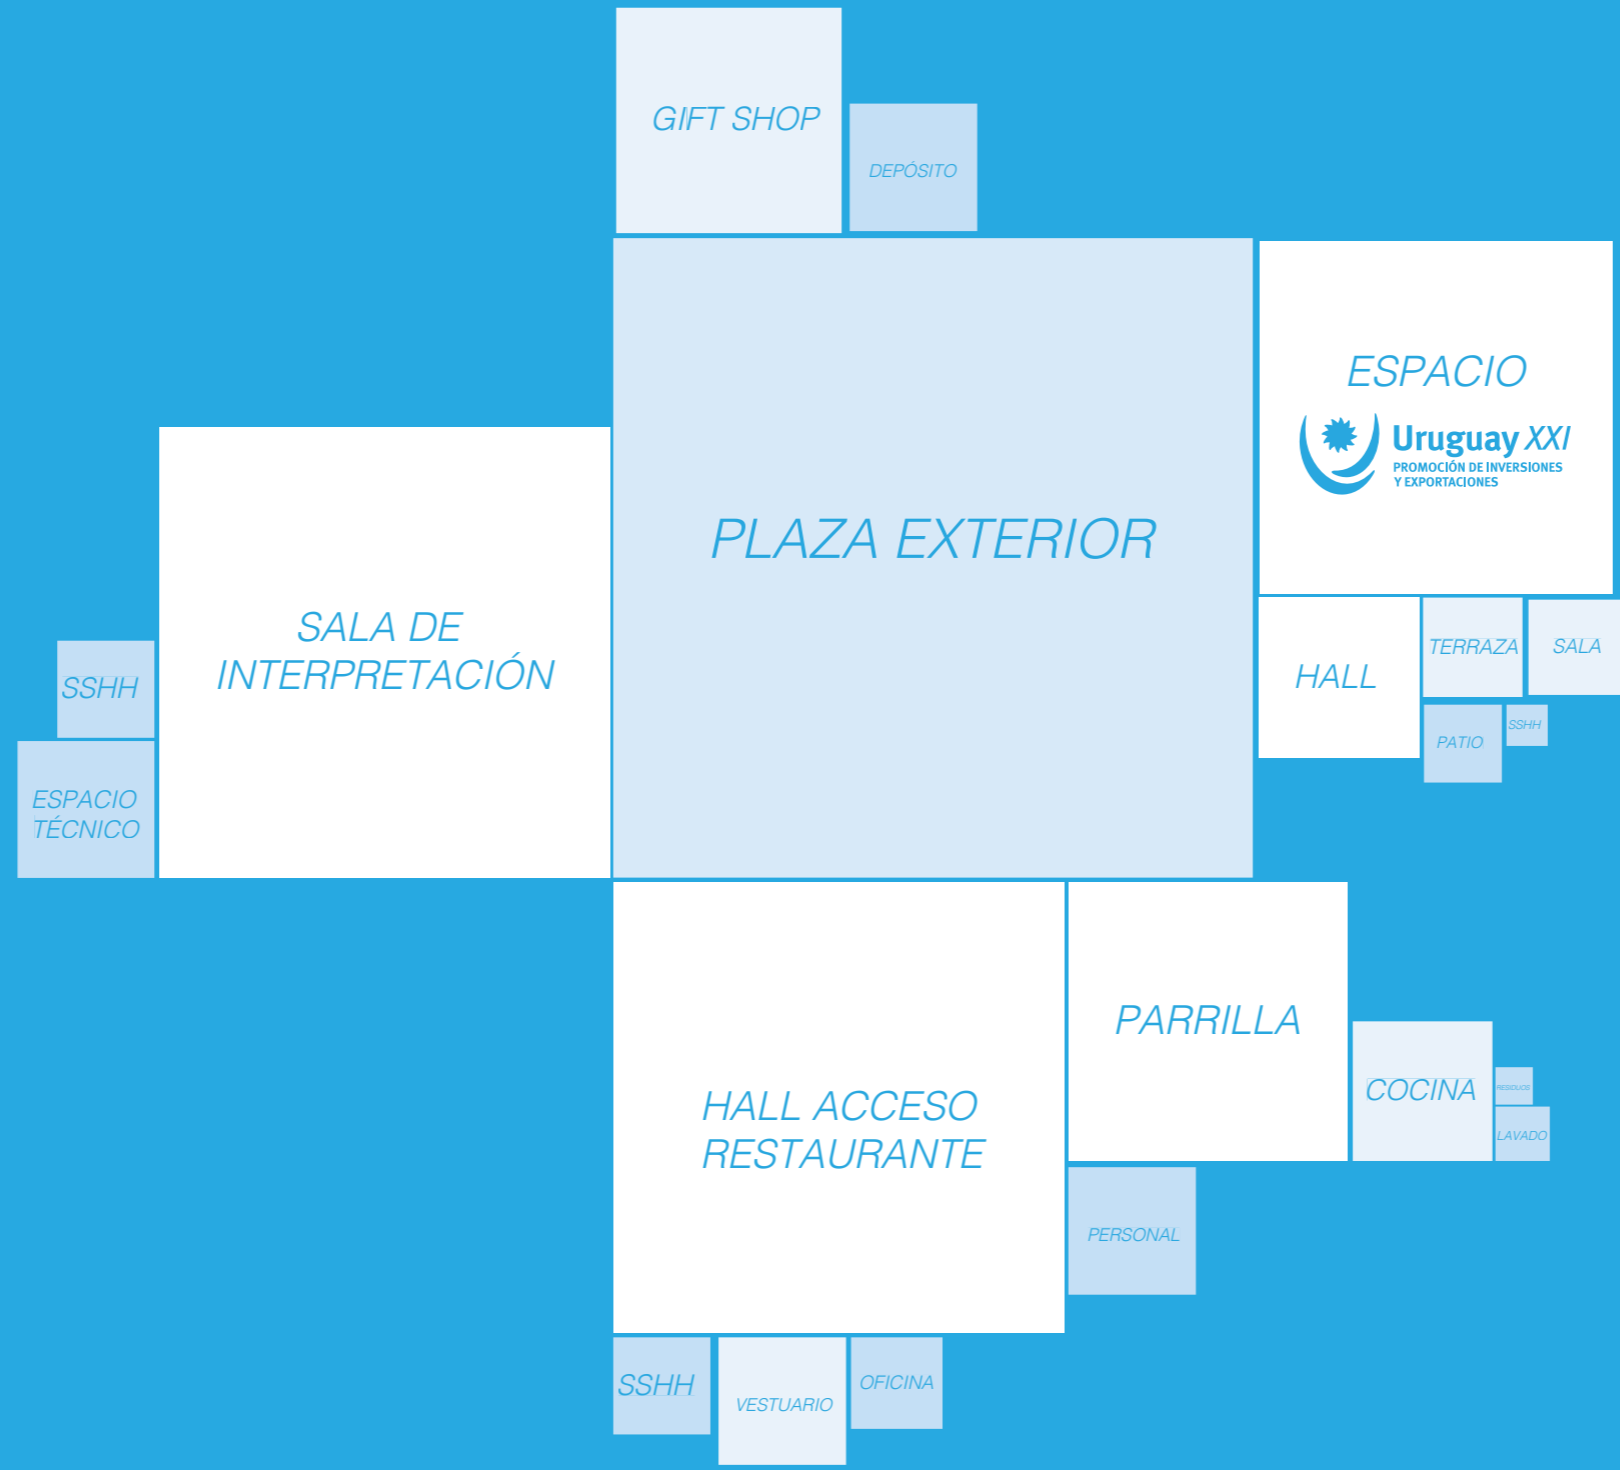 GIFT SHOP
DEPÓSITO
ESPACIO
Uruguay XXI
PROMOCIÓN DE INVERSIONES
Y EXPORTACIONES
PLAZA EXTERIOR
SALA DE
INTERPRETACIÓN
SSHH
ESPACIO
TÉCNICO
HALL
TERRAZA
SALA
PATIO
SSHH
HALL ACCESO
RESTAURANTE
PARRILLA
COCINA
RESIDUOS
LAVADO
PERSONAL
SSHH
VESTUARIO
OFICINA